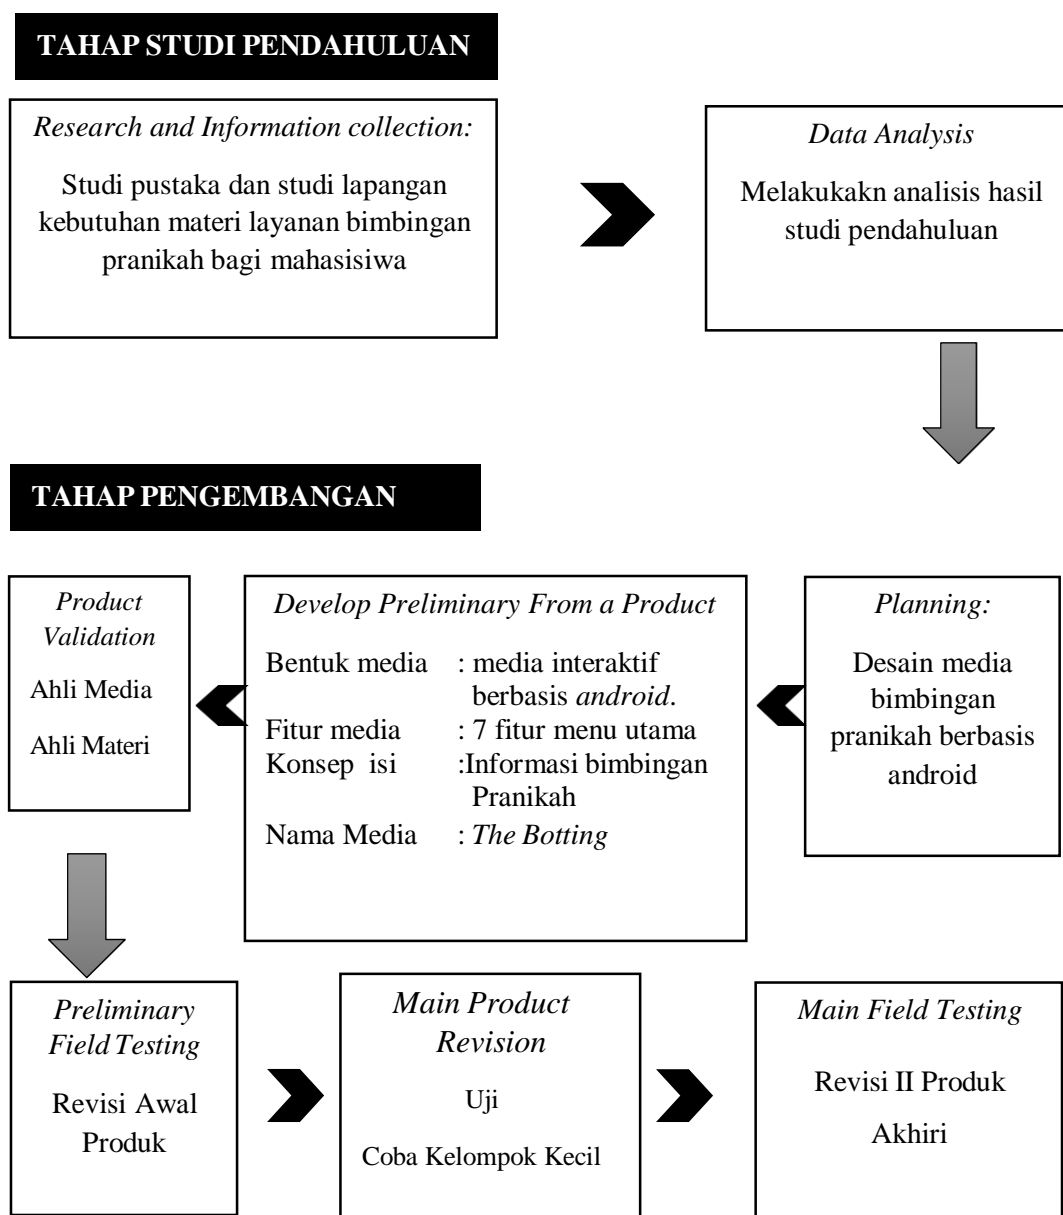 TAHAP STUDI PENDAHULUAN
Research and Information collection:
Studi pustaka dan studi lapangan
kebutuhan materi layanan bimbingan
pranikah bagi mahasisiwa
Data Analysis
Melakukakn analisis hasil
studi pendahuluan
TAHAP PENGEMBANGAN
Planning:
Desain media
bimbingan
pranikah berbasis
android
Develop Preliminary From a Product
Bentuk media : media interaktif
berbasis android.
Fitur media : 7 fitur menu utama
Konsep isi :Informasi bimbingan
Pranikah
Nama Media : The Botting
Product
Validation
Ahli Media
Ahli Materi
Preliminary
Field Testing
Revisi Awal
Produk
Main Product
Revision
Uji
Coba Kelompok Kecil
Main Field Testing
Revisi II Produk
Akhiri